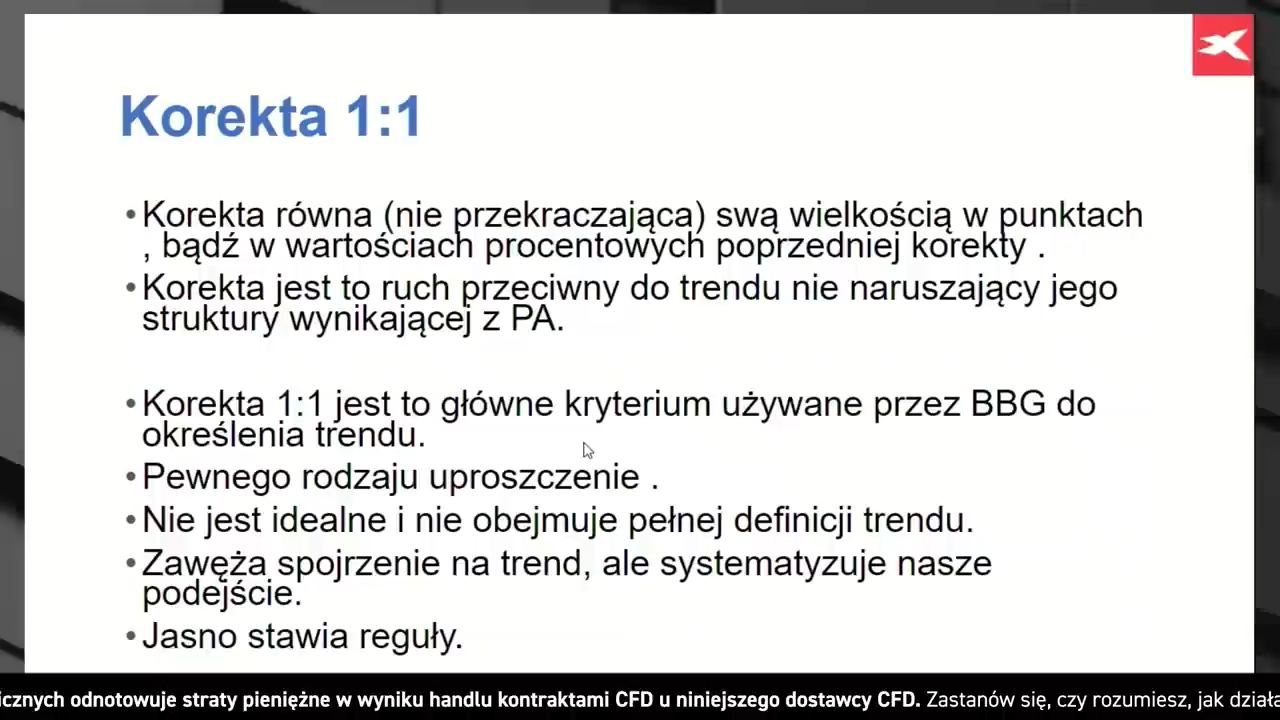 Korekta 1:1
•Korekta równa (nie przekraczająca) swą wielkością w punktach
, bądź w wartościach procentowych poprzedniej korekty .
•Korekta jest to ruch przeciwny do trendu nie naruszający jego
struktury wynikającej z PA.
•Korekta 1:1 jest to główne kryterium używane przez BBG do
określenia trendu.
•Pewnego rodzaju uproszczenie .
•Nie jest idealne i nie obejmuje pełnej definicji trendu.
•Zawęża spojrzenie na trend, ale systematyzuje nasze
podejście.
•Jasno stawia reguły.
icznych odnotowuje straty pieniężne w wyniku handlu kontraktami CFD u niniejszego dostawcy CFD. Zastanów się, czy rozumiesz, jak działa